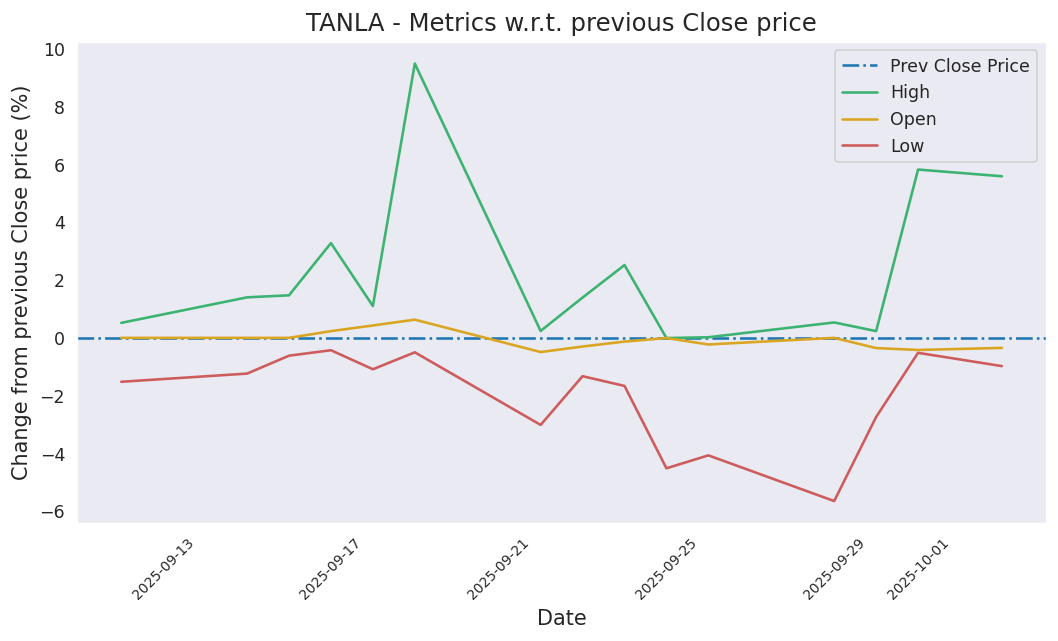 TANLA - Metrics w.r.t. previous Close price
Change from previous Close price (%)
10
8
6
4
2
0
−2
−4
−6
Prev Close Price
High
Open
Low
2025-09-13
2025-09-17
2025-09-21
2025-09-25
2025-09-29
2025-10-01
Date